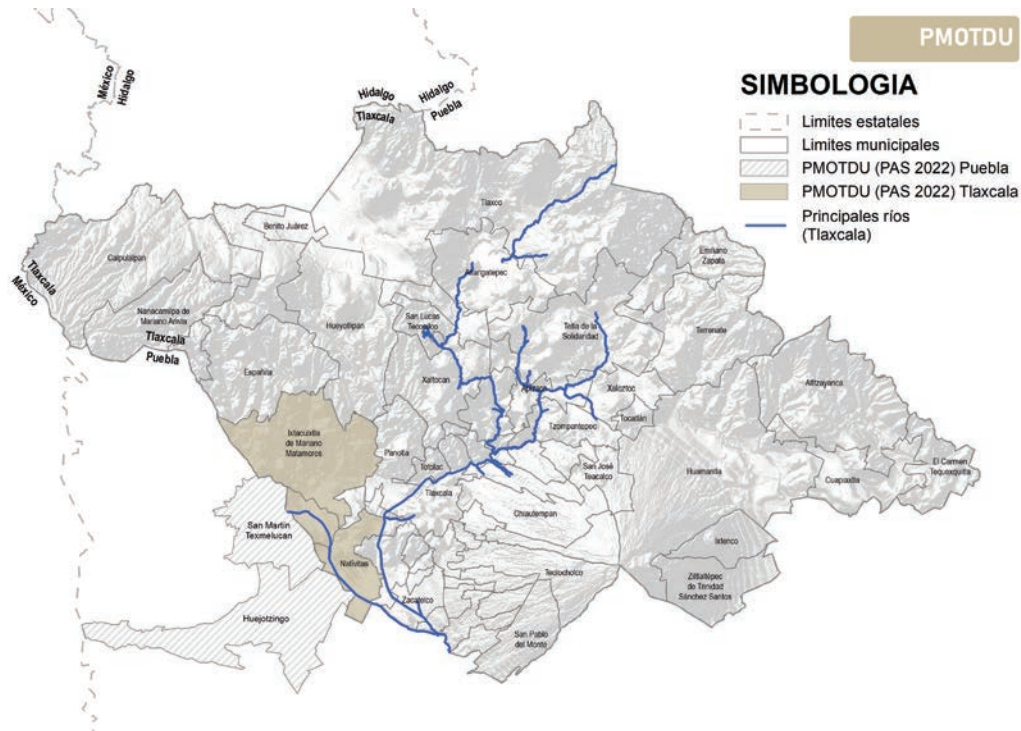 PMOTDU
SIMBOLOGIA
Limites estatales
Limites municipales
PMOTDU (PAS 2022) Puebla
PMOTDU (PAS 2022) Tlaxcala
Principales ríos
(Tlaxcala)
México
Hidalgo
Hidalgo
Tlaxcala
Hidalgo
Puebla
Tlaxco
Benito Juárez
Calpulalpan
Tlaxcala
México
Emiliano
Zapata
Nanacamilpa de
Mariano Arista
Tlaxcala
Puebla
Hueyotlipan
San Lucas
Tecopilco
Tetla de la
Solidaridad
Terrenate
Españita
Xaltocan
Xaloztoc
Altzayanca
Tocatlán
Tzompantepec
Ixtacuixtla
de Mariano
Matamoros
Panotla
Totolac
San José
Teacalco
Huamantla
Cuapiaxtla
El Carmen
Tequexquitla
Tlaxcala
Chiautempan
San Martín
Texmelucan
Nativitas
Ixtenco
Teolocholco
Zitlaltépec
de Trinidad
Sánchez Santos
Zacatelco
Huejotzingo
San Pablo
del Monte